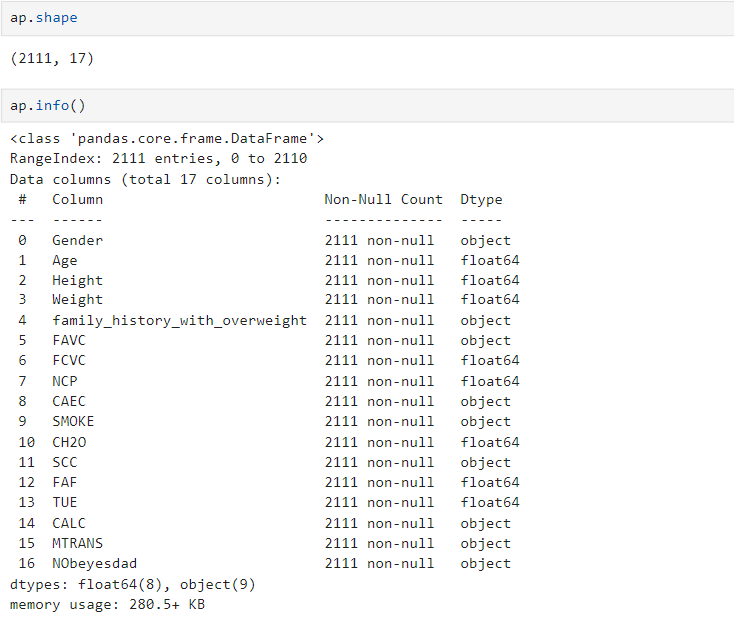 ap.shape
(2111, 17)
ap.info()
<class 'pandas.core.frame.DataFrame'>
RangeIndex: 2111 entries, 0 to 2110
Data columns (total 17 columns):
 #   Column                          Non-Null Count  Dtype
---  ------                          --------------  -----
 0   Gender                          2111 non-null   object
 1   Age                             2111 non-null   float64
 2   Height                          2111 non-null   float64
 3   Weight                          2111 non-null   float64
 4   family_history_with_overweight  2111 non-null   object
 5   FAVC                            2111 non-null   object
 6   FCVC                            2111 non-null   float64
 7   NCP                             2111 non-null   float64
 8   CAEC                            2111 non-null   object
 9   SMOKE                           2111 non-null   object
 10  CH2O                            2111 non-null   float64
 11  SCC                             2111 non-null   object
 12  FAF                             2111 non-null   float64
 13  TUE                             2111 non-null   float64
 14  CALC                            2111 non-null   object
 15  MTRANS                          2111 non-null   object
 16  NObeyesdad                      2111 non-null   object
dtypes: float64(8), object(9)
memory usage: 280.5+ KB